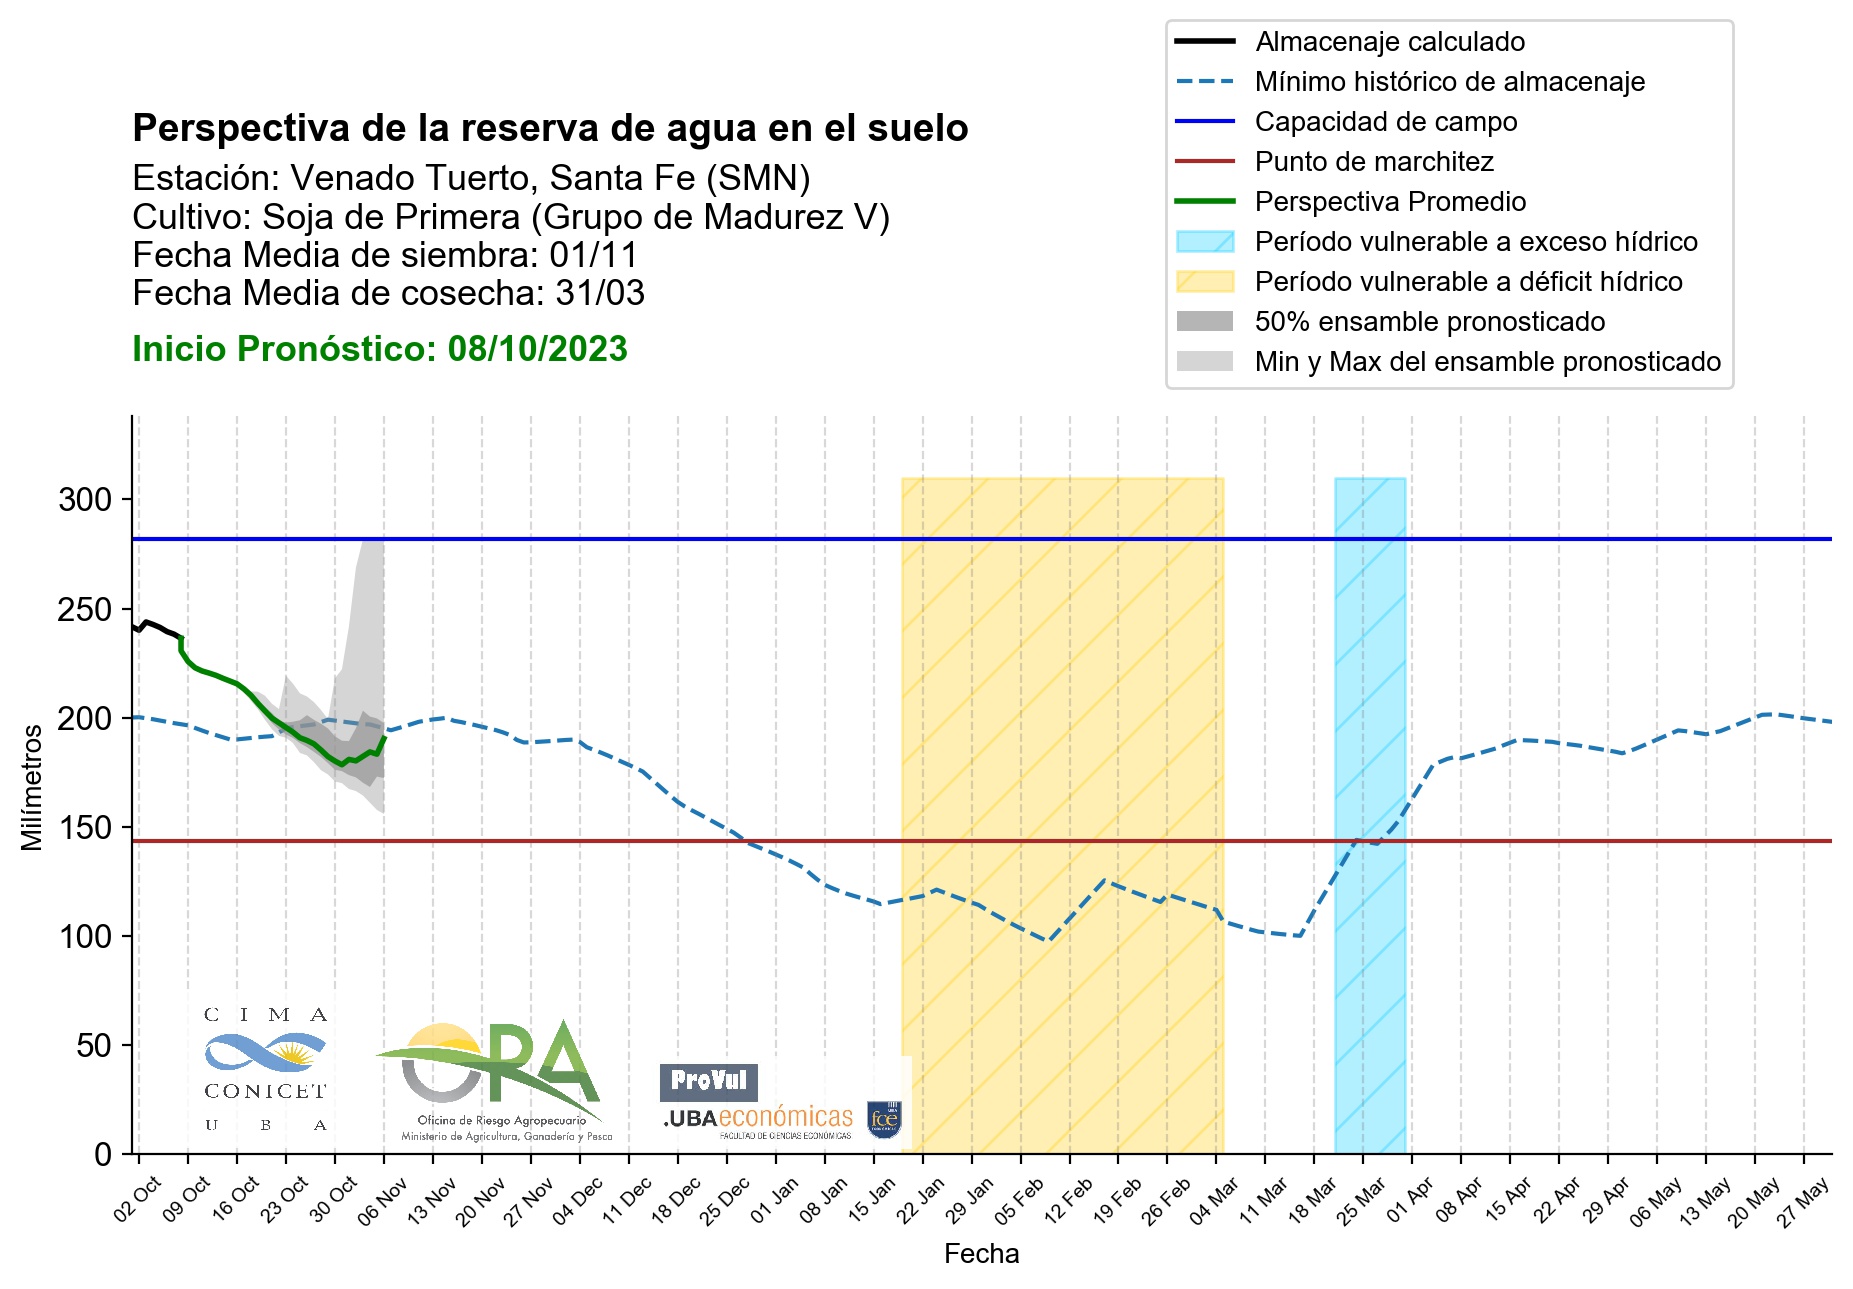 Almacenaje calculado
Mínimo histórico de almacenaje
Capacidad de campo
Punto de marchitez
Perspectiva Promedio
Período vulnerable a exceso hídrico
Período vulnerable a déficit hídrico
50% ensamble pronosticado
Min y Max del ensamble pronosticado
Perspectiva de la reserva de agua en el suelo
Estación: Venado Tuerto, Santa Fe (SMN)
Cultivo: Soja de Primera (Grupo de Madurez V)
Fecha Media de siembra: 01/11
Fecha Media de cosecha: 31/03
Inicio Pronóstico: 08/10/2023
Milímetros
300
250
200
150
100
50
0
CIMA
CONICET
UBA
ORA
Oficina de Riesgo Agropecuario
Ministerio de Agricultura, Ganadería y Pesca
ProVul
.UBAeconómicas
FACULTAD DE CIENCIAS ECONÓMICAS
UBA
fce
02 Oct
09 Oct
16 Oct
23 Oct
30 Oct
06 Nov
13 Nov
20 Nov
27 Nov
04 Dec
11 Dec
18 Dec
25 Dec
01 Jan
08 Jan
15 Jan
22 Jan
29 Jan
05 Feb
12 Feb
19 Feb
26 Feb
04 Mar
11 Mar
18 Mar
25 Mar
01 Apr
08 Apr
15 Apr
22 Apr
29 Apr
06 May
13 May
20 May
27 May
Fecha